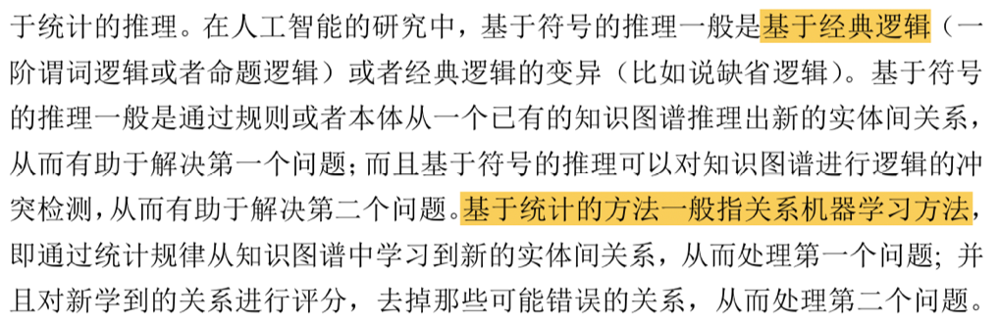 于统计的推理。在人工智能的研究中，基于符号的推理一般是基于经典逻辑（一
阶谓词逻辑或者命题逻辑）或者经典逻辑的变异（比如说缺省逻辑）。基于符号
的推理一般是通过规则或者本体从一个已有的知识图谱推理出新的实体间关系，
从而有助于解决第一个问题；而且基于符号的推理可以对知识图谱进行逻辑的冲
突检测，从而有助于解决第二个问题。基于统计的方法一般指关系机器学习方法，
即通过统计规律从知识图谱中学习到新的实体间关系，从而处理第一个问题；并
且对新学到的关系进行评分，去掉那些可能错误的关系，从而处理第二个问题。